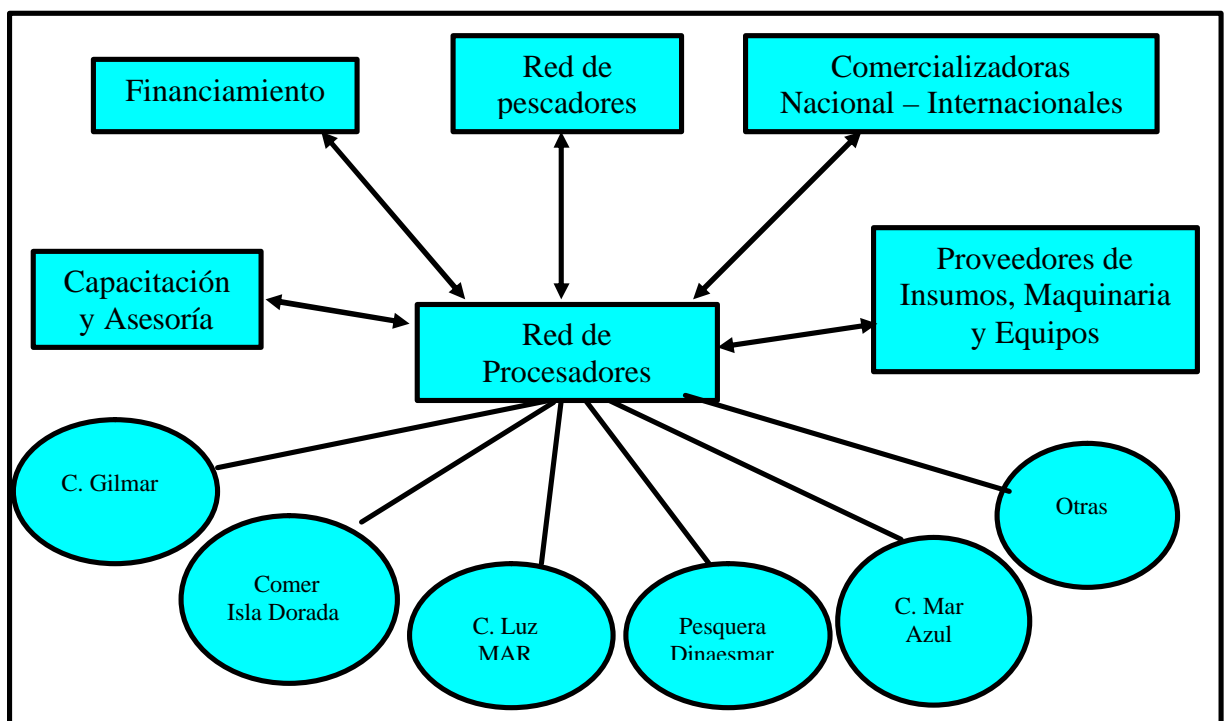 Financiamiento
Red de
pescadores
Comercializadoras
Nacional – Internacionales
Capacitación
y Asesoría
Proveedores de
Insumos, Maquinaria
y Equipos
Red de
Procesadores
C. Gilmar
Comer
Isla Dorada
C. Luz
MAR
Pesquera
Dinaesmar
C. Mar
Azul
Otras